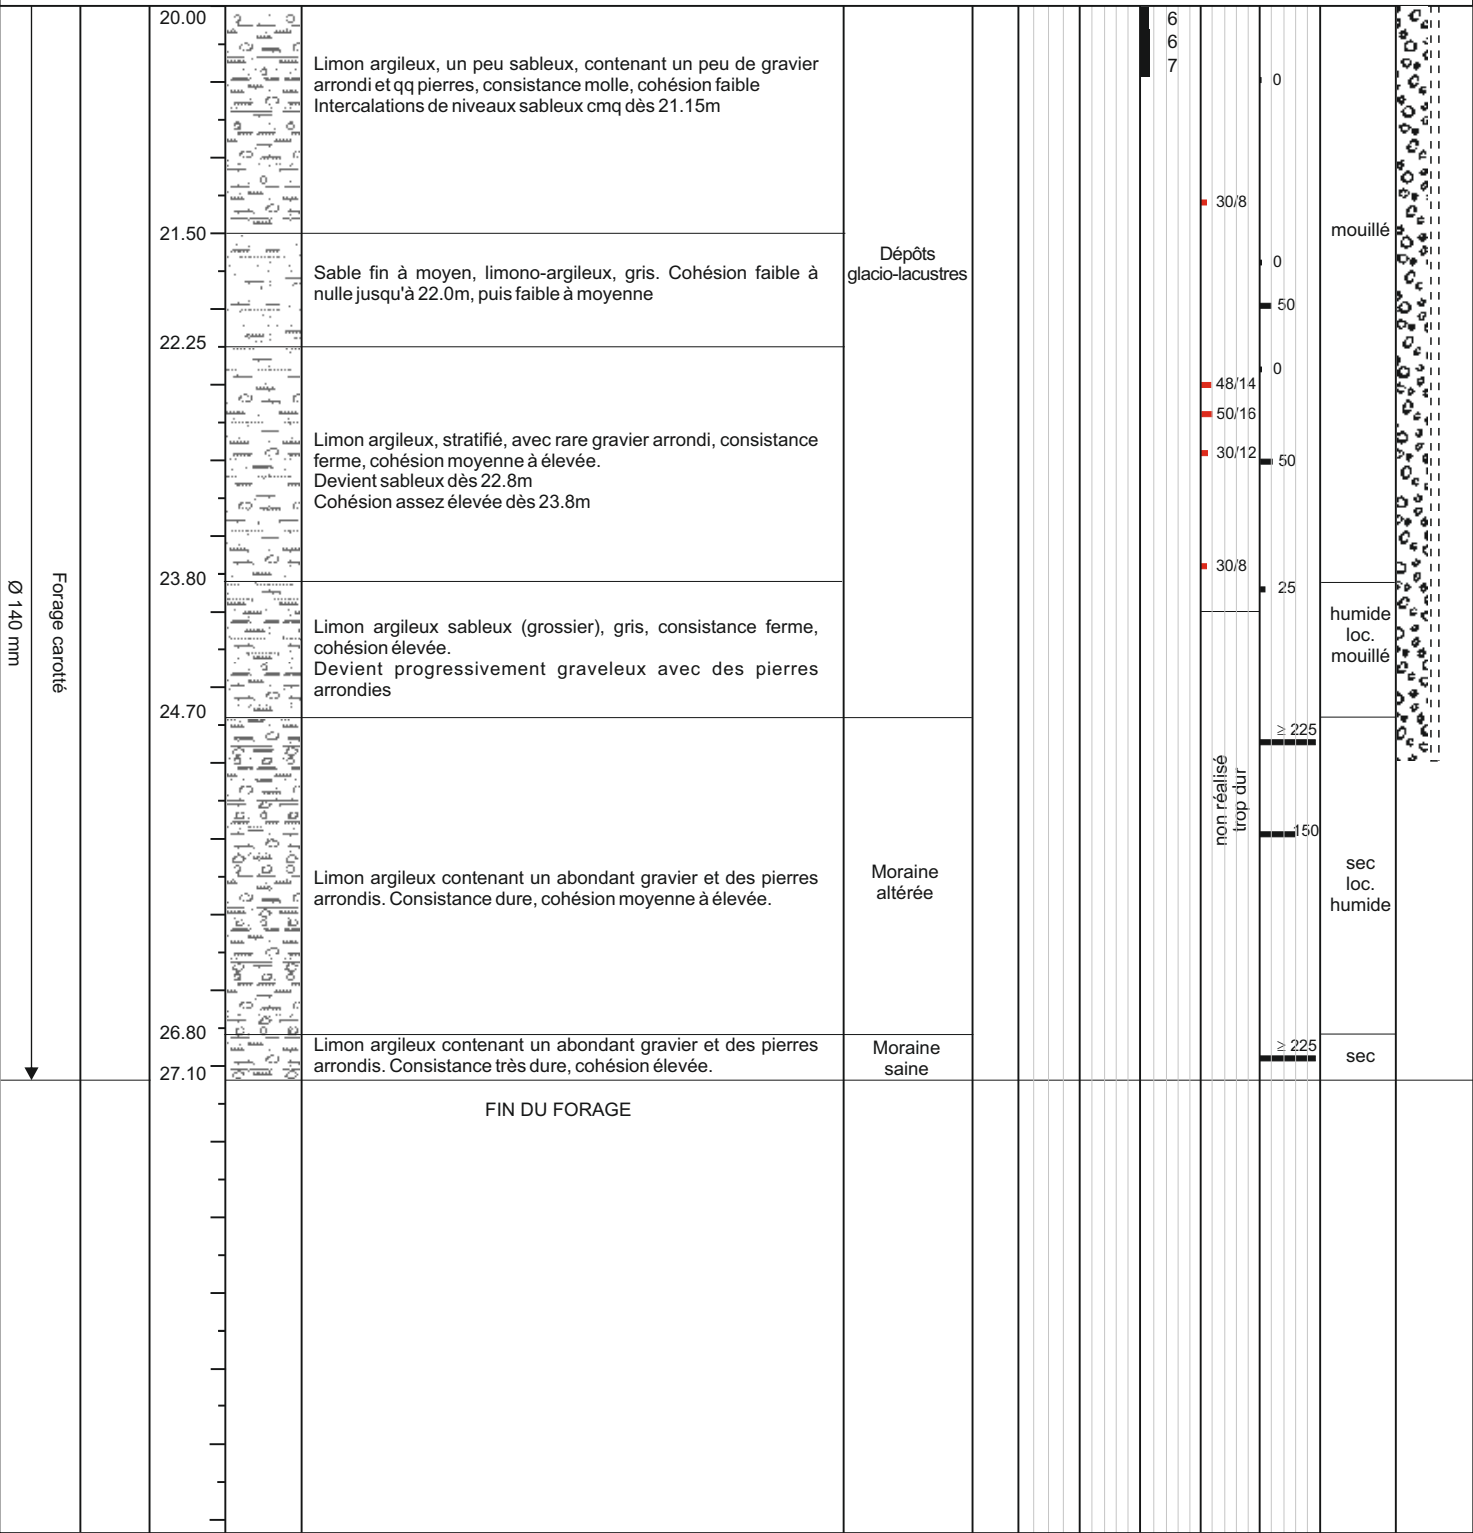 Ø 140 mm
Forage carotté
20.00
21.50
22.25
23.80
24.70
26.80
27.10
Limon argileux, un peu sableux, contenant un peu de gravier
arrondi et qq pierres, consistance molle, cohésion faible
Intercalations de niveaux sableux cmq dès 21.15m
Sable fin à moyen, limono-argileux, gris. Cohésion faible à
nulle jusqu'à 22.0m, puis faible à moyenne
Limon argileux, stratifié, avec rare gravier arrondi, consistance
ferme, cohésion moyenne à élevée.
Devient sableux dès 22.8m
Cohésion assez élevée dès 23.8m
Limon argileux sableux (grossier), gris, consistance ferme,
cohésion élevée.
Devient progressivement graveleux avec des pierres
arrondies
Limon argileux contenant un abondant gravier et des pierres
arrondis. Consistance dure, cohésion moyenne à élevée.
Limon argileux contenant un abondant gravier et des pierres
arrondis. Consistance très dure, cohésion élevée.
FIN DU FORAGE
Dépôts
glacio-lacustres
Moraine
altérée
Moraine
saine
6
6
7
30/8
48/14
50/16
30/12
30/8
non réalisé
trop dur
0
0
50
0
50
25
≥ 225
150
≥ 225
mouillé
humide
loc.
mouillé
sec
loc.
humide
sec